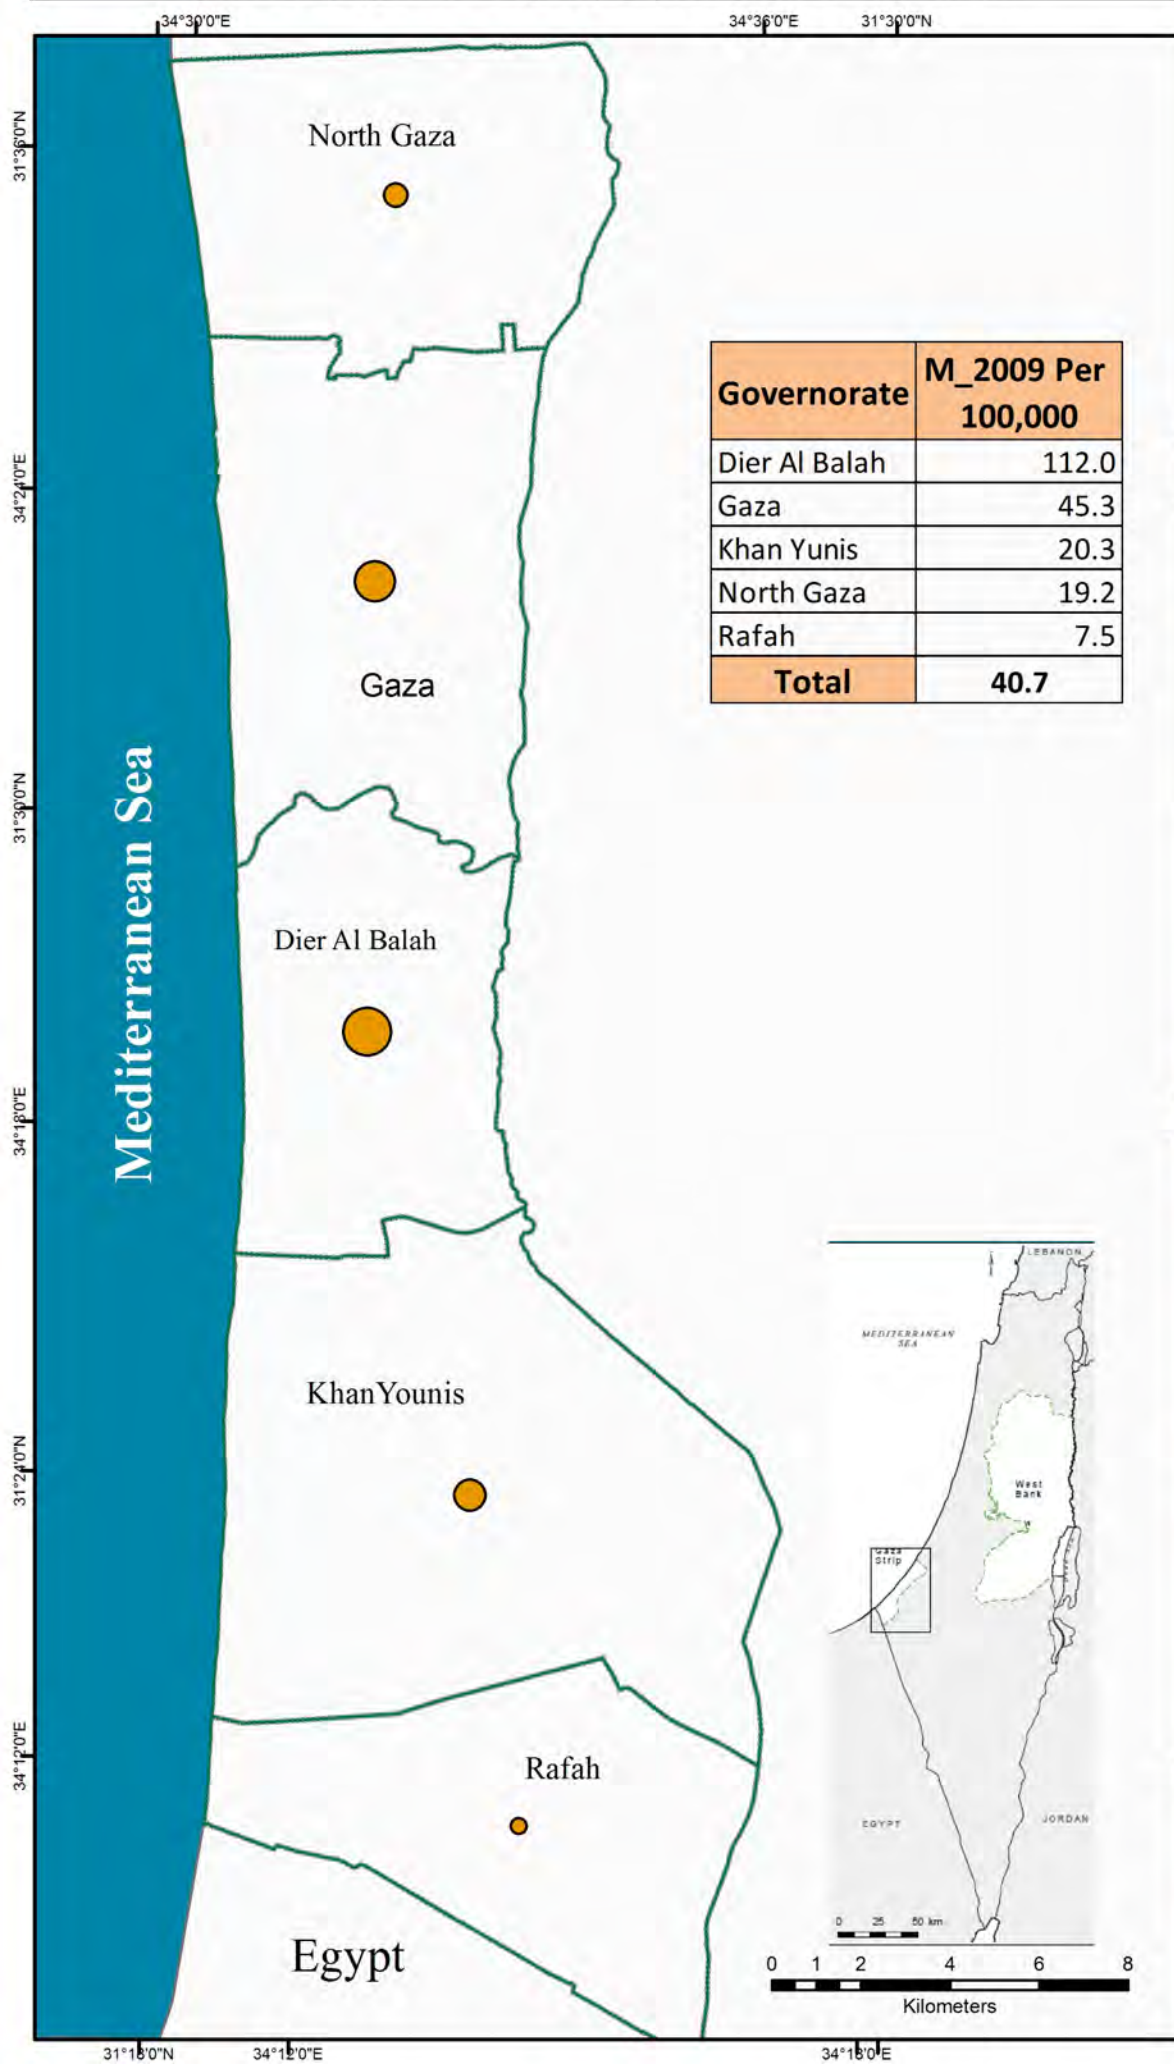 34°30'0"E
34°36'0"E
31°30'0"N
31°36'0"N
North Gaza
Governorate
M_2009 Per
100,000
Dier Al Balah 112.0
Gaza 45.3
Khan Yunis 20.3
North Gaza 19.2
Rafah 7.5
Total 40.7
34°24'0"E
Gaza
31°30'0"N
Mediterranean Sea
Dier Al Balah
34°18'0"E
KhanYounis
31°24'0"N
34°12'0"E
Rafah
Egypt
LEBANON
MEDITERRANEAN
SEA
West
Bank
Gaza
Strip
EGYPT
JORDAN
0 25 50 km
0 1 2 4 6 8
Kilometers
31°18'0"N
34°12'0"E
34°18'0"E